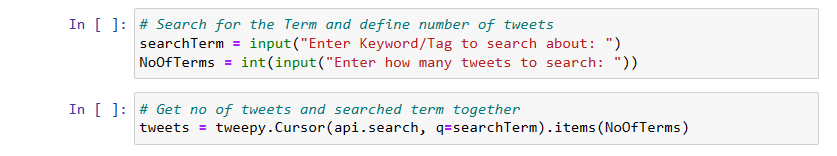 In [ ]: # Search for the Term and define number of tweets
searchTerm = input("Enter Keyword/Tag to search about: ")
NoOfTerms = int(input("Enter how many tweets to search: "))
In [ ]: # Get no of tweets and searched term together
tweets = tweepy.Cursor(api.search, q=searchTerm).items(NoOfTerms)